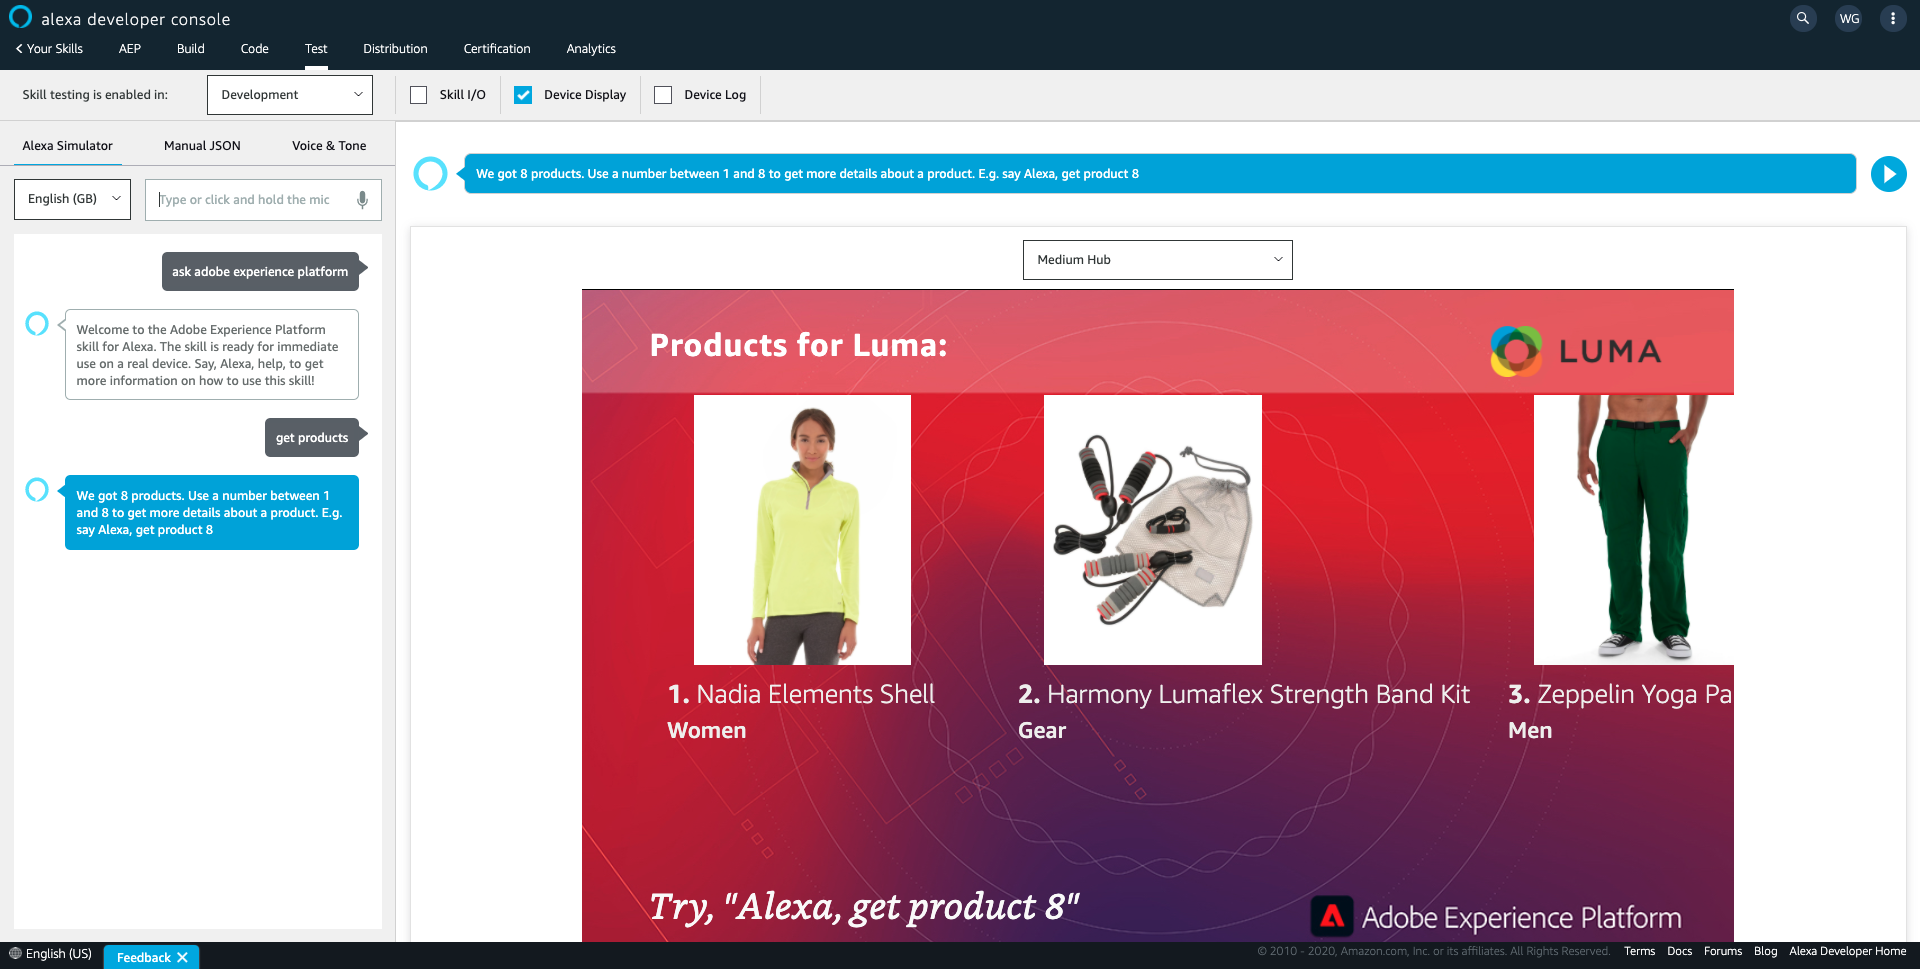 alexa developer console
WG
Your Skills AEP Build Code Test Distribution Certification Analytics
Skill testing is enabled in: Development Skill I/O Device Display Device Log
Alexa Simulator Manual JSON Voice & Tone
English (GB) Type or click and hold the mic
ask adobe experience platform
Welcome to the Adobe Experience Platform
skill for Alexa. The skill is ready for immediate
use on a real device. Say, Alexa, help, to get
more information on how to use this skill!
get products
We got 8 products. Use a number between 1
and 8 to get more details about a product. E.g.
say Alexa, get product 8
We got 8 products. Use a number between 1 and 8 to get more details about a product. E.g. say Alexa, get product 8
Medium Hub
Products for Luma:
LUMA
1. Nadia Elements Shell
Women
2. Harmony Lumaflex Strength Band Kit
Gear
3. Zeppelin Yoga Pa
Men
Try, "Alexa, get product 8"
Adobe Experience Platform
English (US) Feedback
© 2010 - 2020, Amazon.com, Inc. or its affiliates. All Rights Reserved. Terms Docs Forums Blog Alexa Developer Home